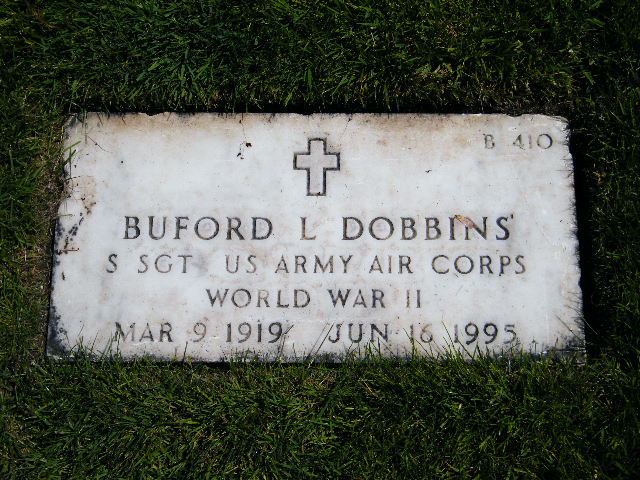 B 410
BUFORD L DOBBINS
S SGT US ARMY AIR CORPS
WORLD WAR II
MAR 9 1919 JUN 16 1995